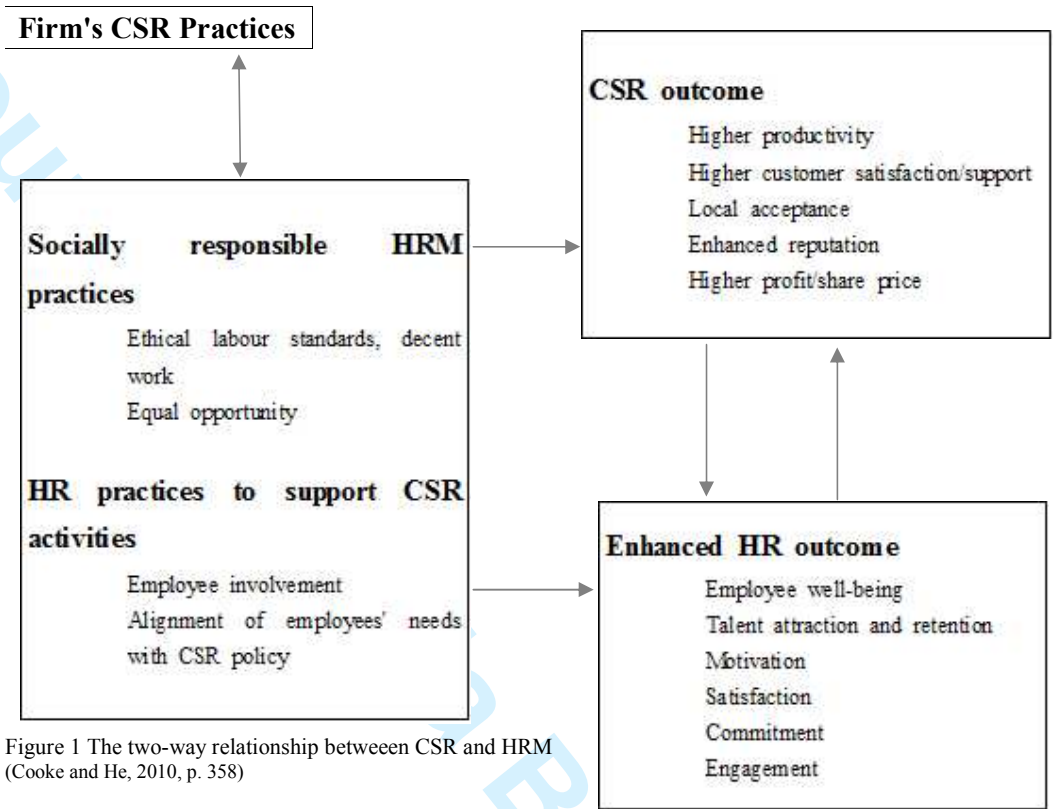 Firm's CSR Practices
CSR outcome
Higher productivity
Higher customer satisfaction/support
Local acceptance
Enhanced reputation
Higher profit/share price
Socially responsible HRM
practices
Ethical labour standards, decent
work
Equal opportunity
HR practices to support CSR
activities
Employee involvement
Alignment of employees' needs
with CSR policy
Enhanced HR outcome
Employee well-being
Talent attraction and retention
Motivation
Satisfaction
Commitment
Engagement
Figure 1 The two-way relationship betweeen CSR and HRM
(Cooke and He, 2010, p. 358)